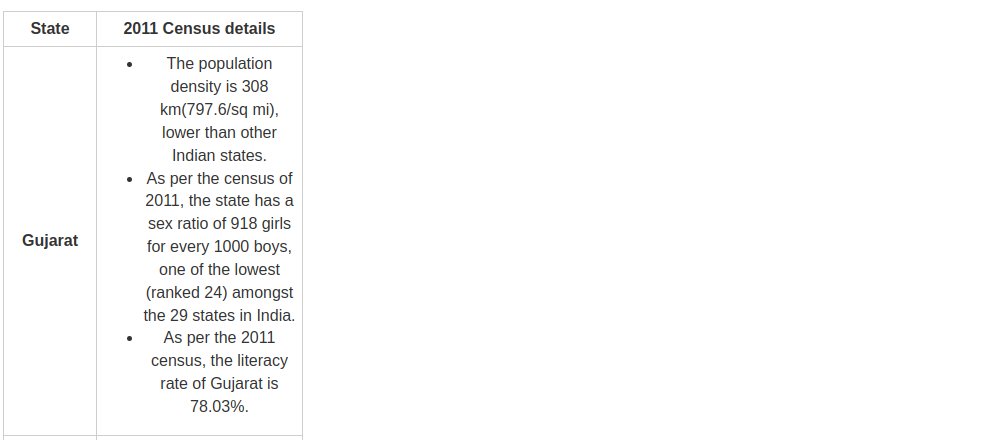 State
2011 Census details
Gujarat
• The population
density is 308
km(797.6/sq mi),
lower than other
Indian states.
• As per the census of
2011, the state has a
sex ratio of 918 girls
for every 1000 boys,
one of the lowest
(ranked 24) amongst
the 29 states in India.
• As per the 2011
census, the literacy
rate of Gujarat is
78.03%.